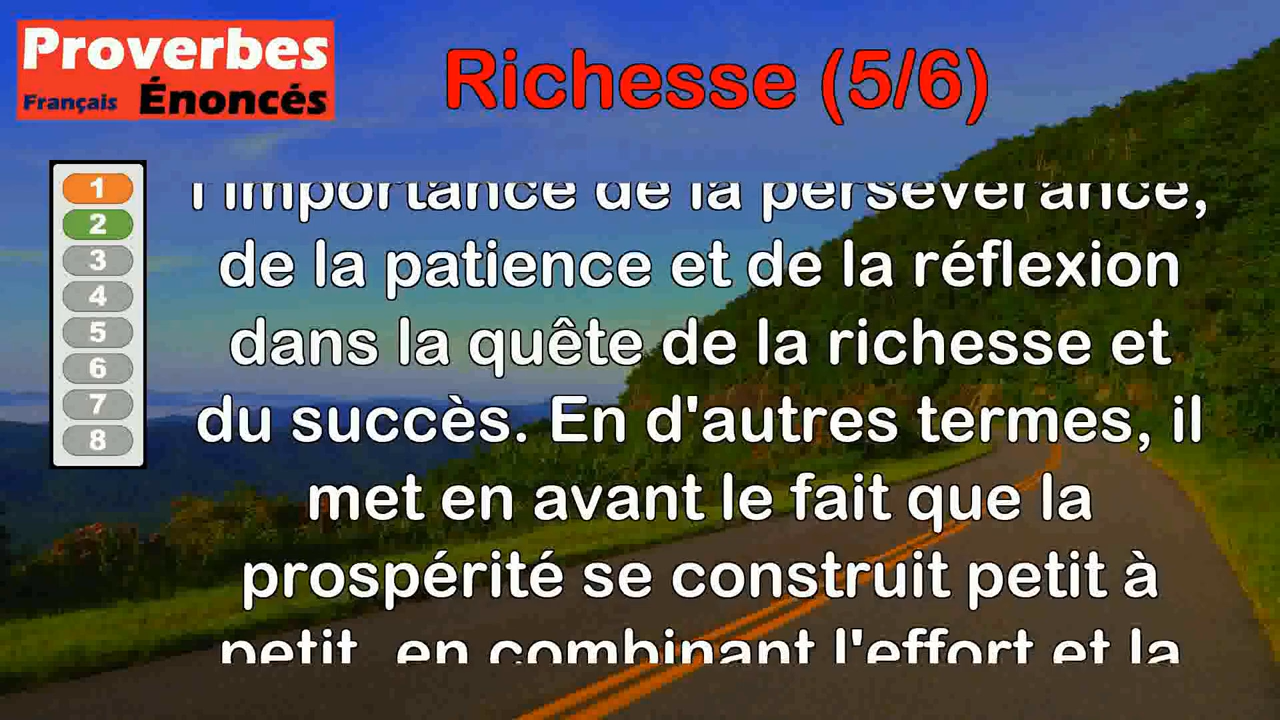 Proverbes
Français Énoncés
Richesse (5/6)
1
2
3
4
5
6
7
8
l'importance de la persévérance,
de la patience et de la réflexion
dans la quête de la richesse et
du succès. En d'autres termes, il
met en avant le fait que la
prospérité se construit petit à
petit, en combinant l'effort et la